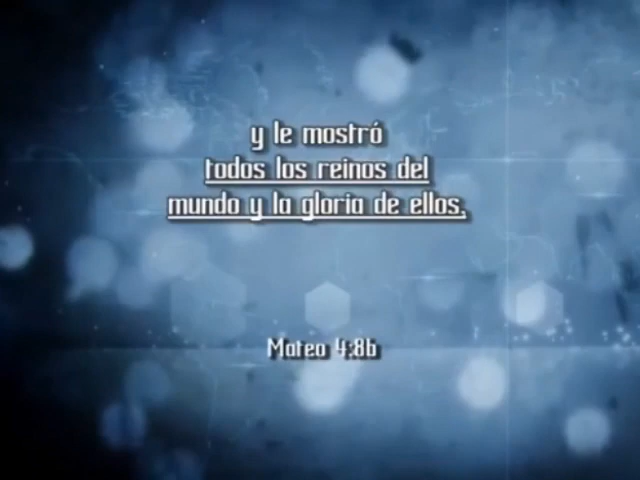 y le mostró
todos los reinos del
mundo y la gloria de ellos.
Mateo 4:8b